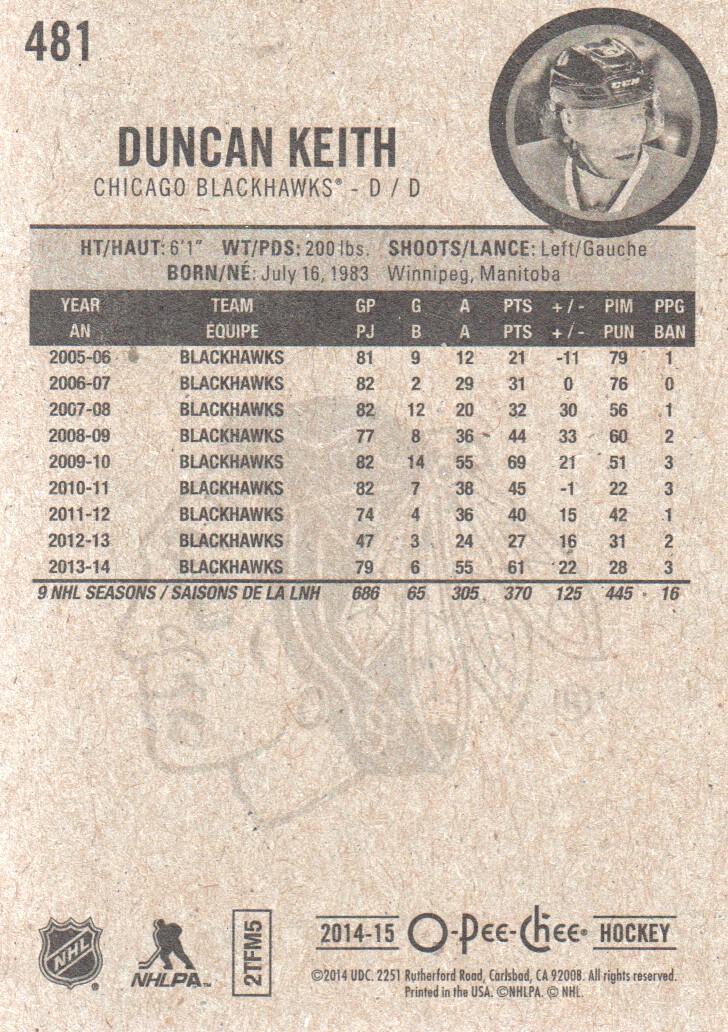 481
DUNCAN KEITH
CHICAGO BLACKHAWKS® - D / D
CCM
HT/HAUT: 6'1" WT/PDS: 200 lbs. SHOOTS/LANCE: Left/Gauche
BORN/NÉ: July 16, 1983 Winnipeg, Manitoba
YEAR TEAM GP G A PTS + / - PIM PPG
AN ÉQUIPE PJ B A PTS + / - PUN BAN
2005-06 BLACKHAWKS 81 9 12 21 -11 79 1
2006-07 BLACKHAWKS 82 2 29 31 0 76 0
2007-08 BLACKHAWKS 82 12 20 32 30 56 1
2008-09 BLACKHAWKS 77 8 36 44 33 60 2
2009-10 BLACKHAWKS 82 14 55 69 21 51 3
2010-11 BLACKHAWKS 82 7 38 45 -1 22 3
2011-12 BLACKHAWKS 74 4 36 40 15 42 1
2012-13 BLACKHAWKS 47 3 24 27 16 31 2
2013-14 BLACKHAWKS 79 6 55 61 22 28 3
9 NHL SEASONS / SAISONS DE LA LNH 686 65 305 370 125 445 16
NHL ®
NHLPA™
2TFM5
2014-15 O-Pee-Chee® HOCKEY
©2014 UDC. 2251 Rutherford Road, Carlsbad, CA 92008. All rights reserved.
Printed in the USA. ©NHLPA. © NHL.